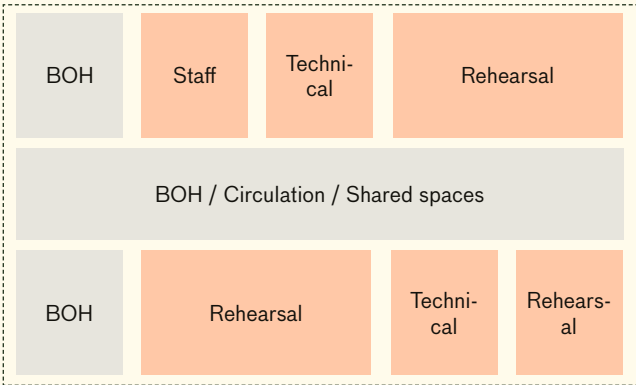 BOH
Staff
Techni-
cal
Rehearsal
BOH / Circulation / Shared spaces
BOH
Rehearsal
Techni-
cal
Rehears-
al